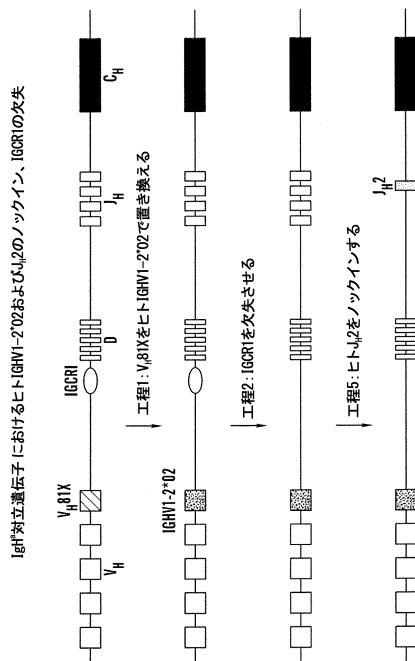 IgHᵃ対立遺伝子におけるヒトIGHV1-2*02およびJH2のノックイン、IGCR1の欠失
VH
VH81X
IGCR1
D
JH
CH
工程1：VH81XをヒトIGHV1-2*02で置き換える
IGHV1-2*02
工程2：IGCR1を欠失させる
工程5：ヒトJH2をノックインする
JH2